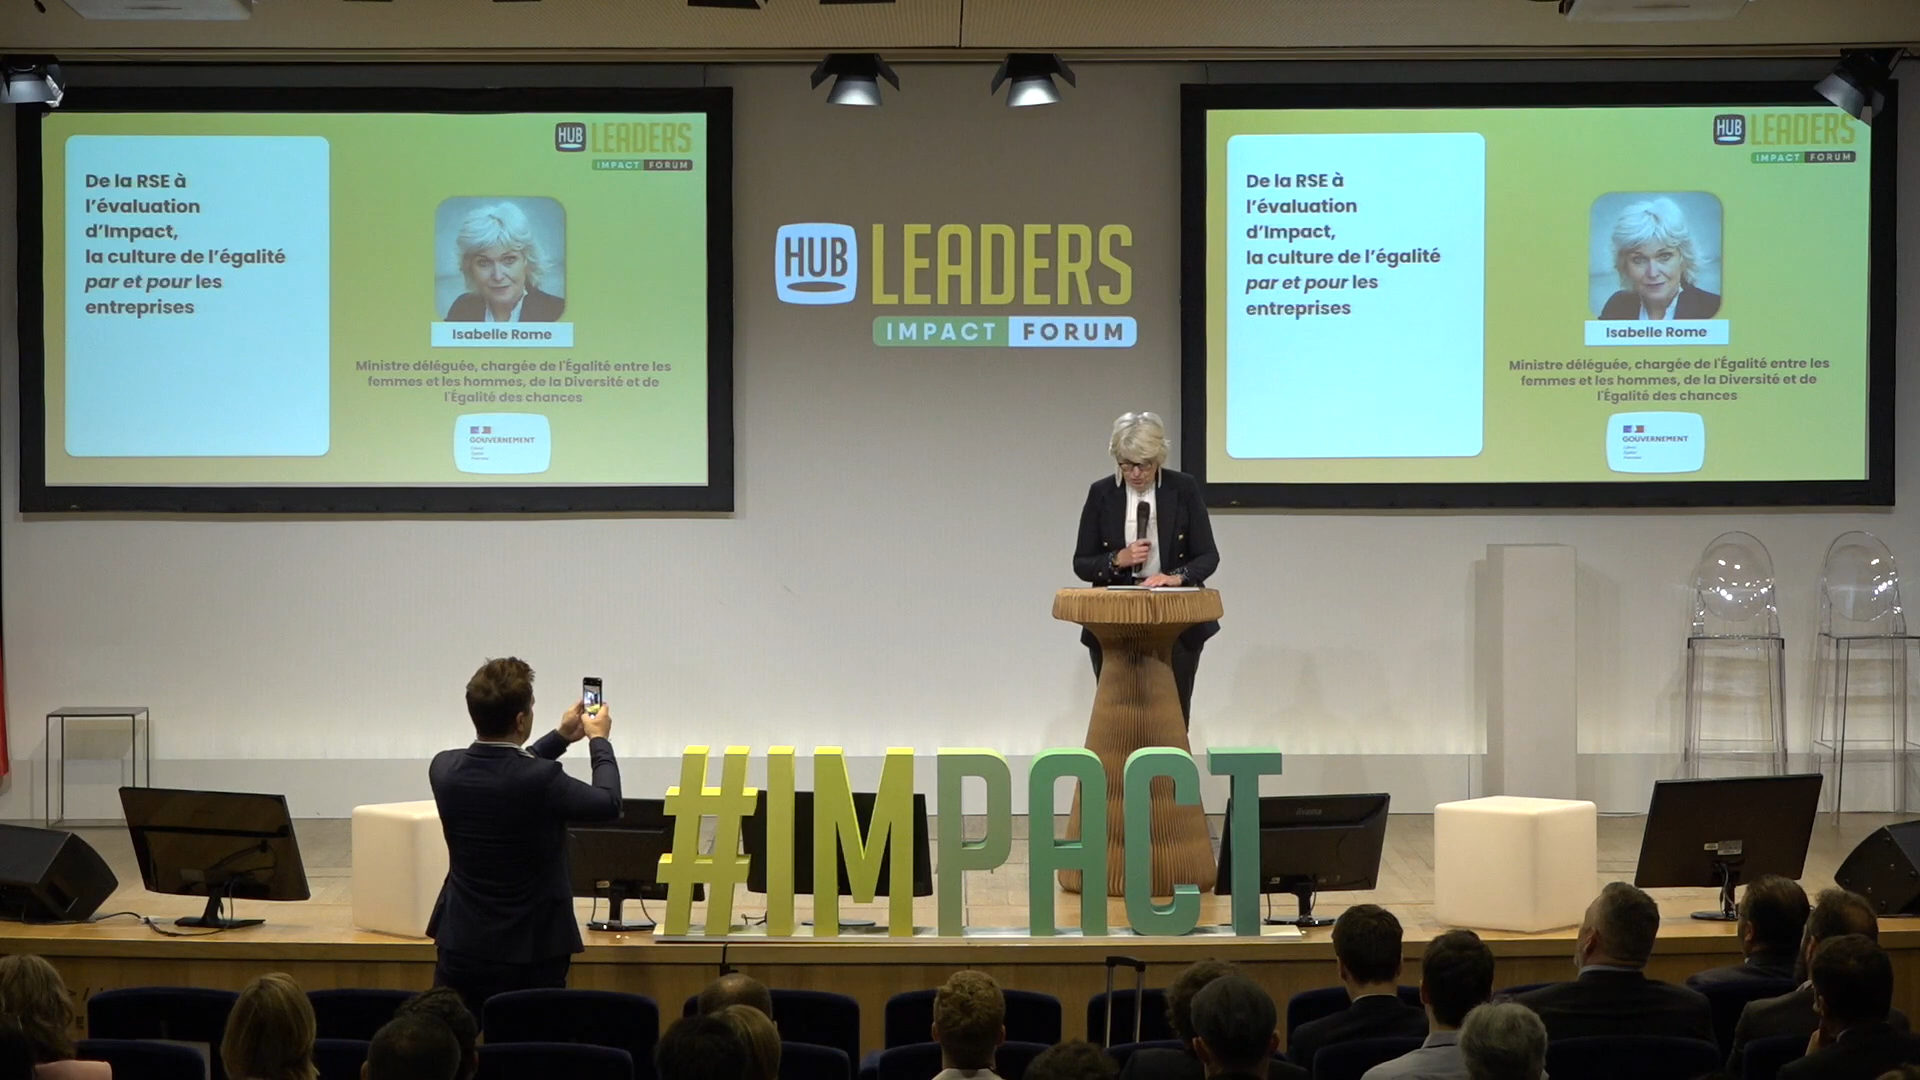 De la RSE à
l'évaluation
d'Impact,
la culture de l'égalité
par et pour les
entreprises
HUB LEADERS
IMPACT FORUM
Isabelle Rome
Ministre déléguée, chargée de l'Égalité entre les
femmes et les hommes, de la Diversité et de
l'Égalité des chances
GOUVERNEMENT
HUB LEADERS
IMPACT FORUM
De la RSE à
l'évaluation
d'Impact,
la culture de l'égalité
par et pour les
entreprises
HUB LEADERS
IMPACT FORUM
Isabelle Rome
Ministre déléguée, chargée de l'Égalité entre les
femmes et les hommes, de la Diversité et de
l'Égalité des chances
GOUVERNEMENT
#IMPACT